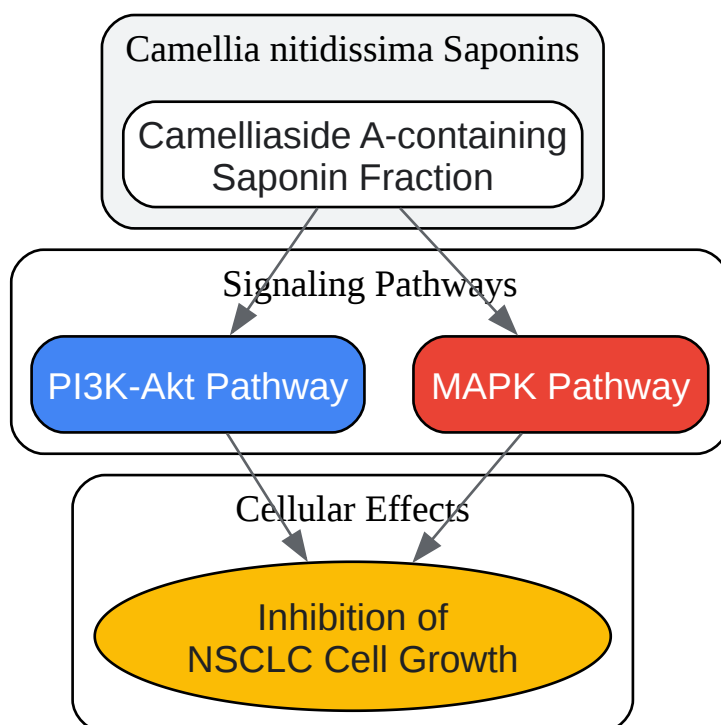 Camellia nitidissima Saponins
Camelliaside A-containing
Saponin Fraction
Signaling Pathways
PI3K-Akt Pathway
MAPK Pathway
Cellular Effects
Inhibition of
NSCLC Cell Growth